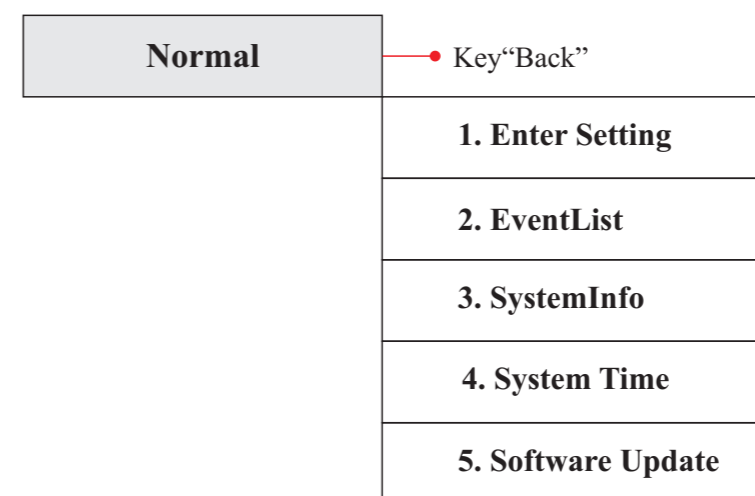 Normal
Key“Back”
1. Enter Setting
2. EventList
3. SystemInfo
4. System Time
5. Software Update